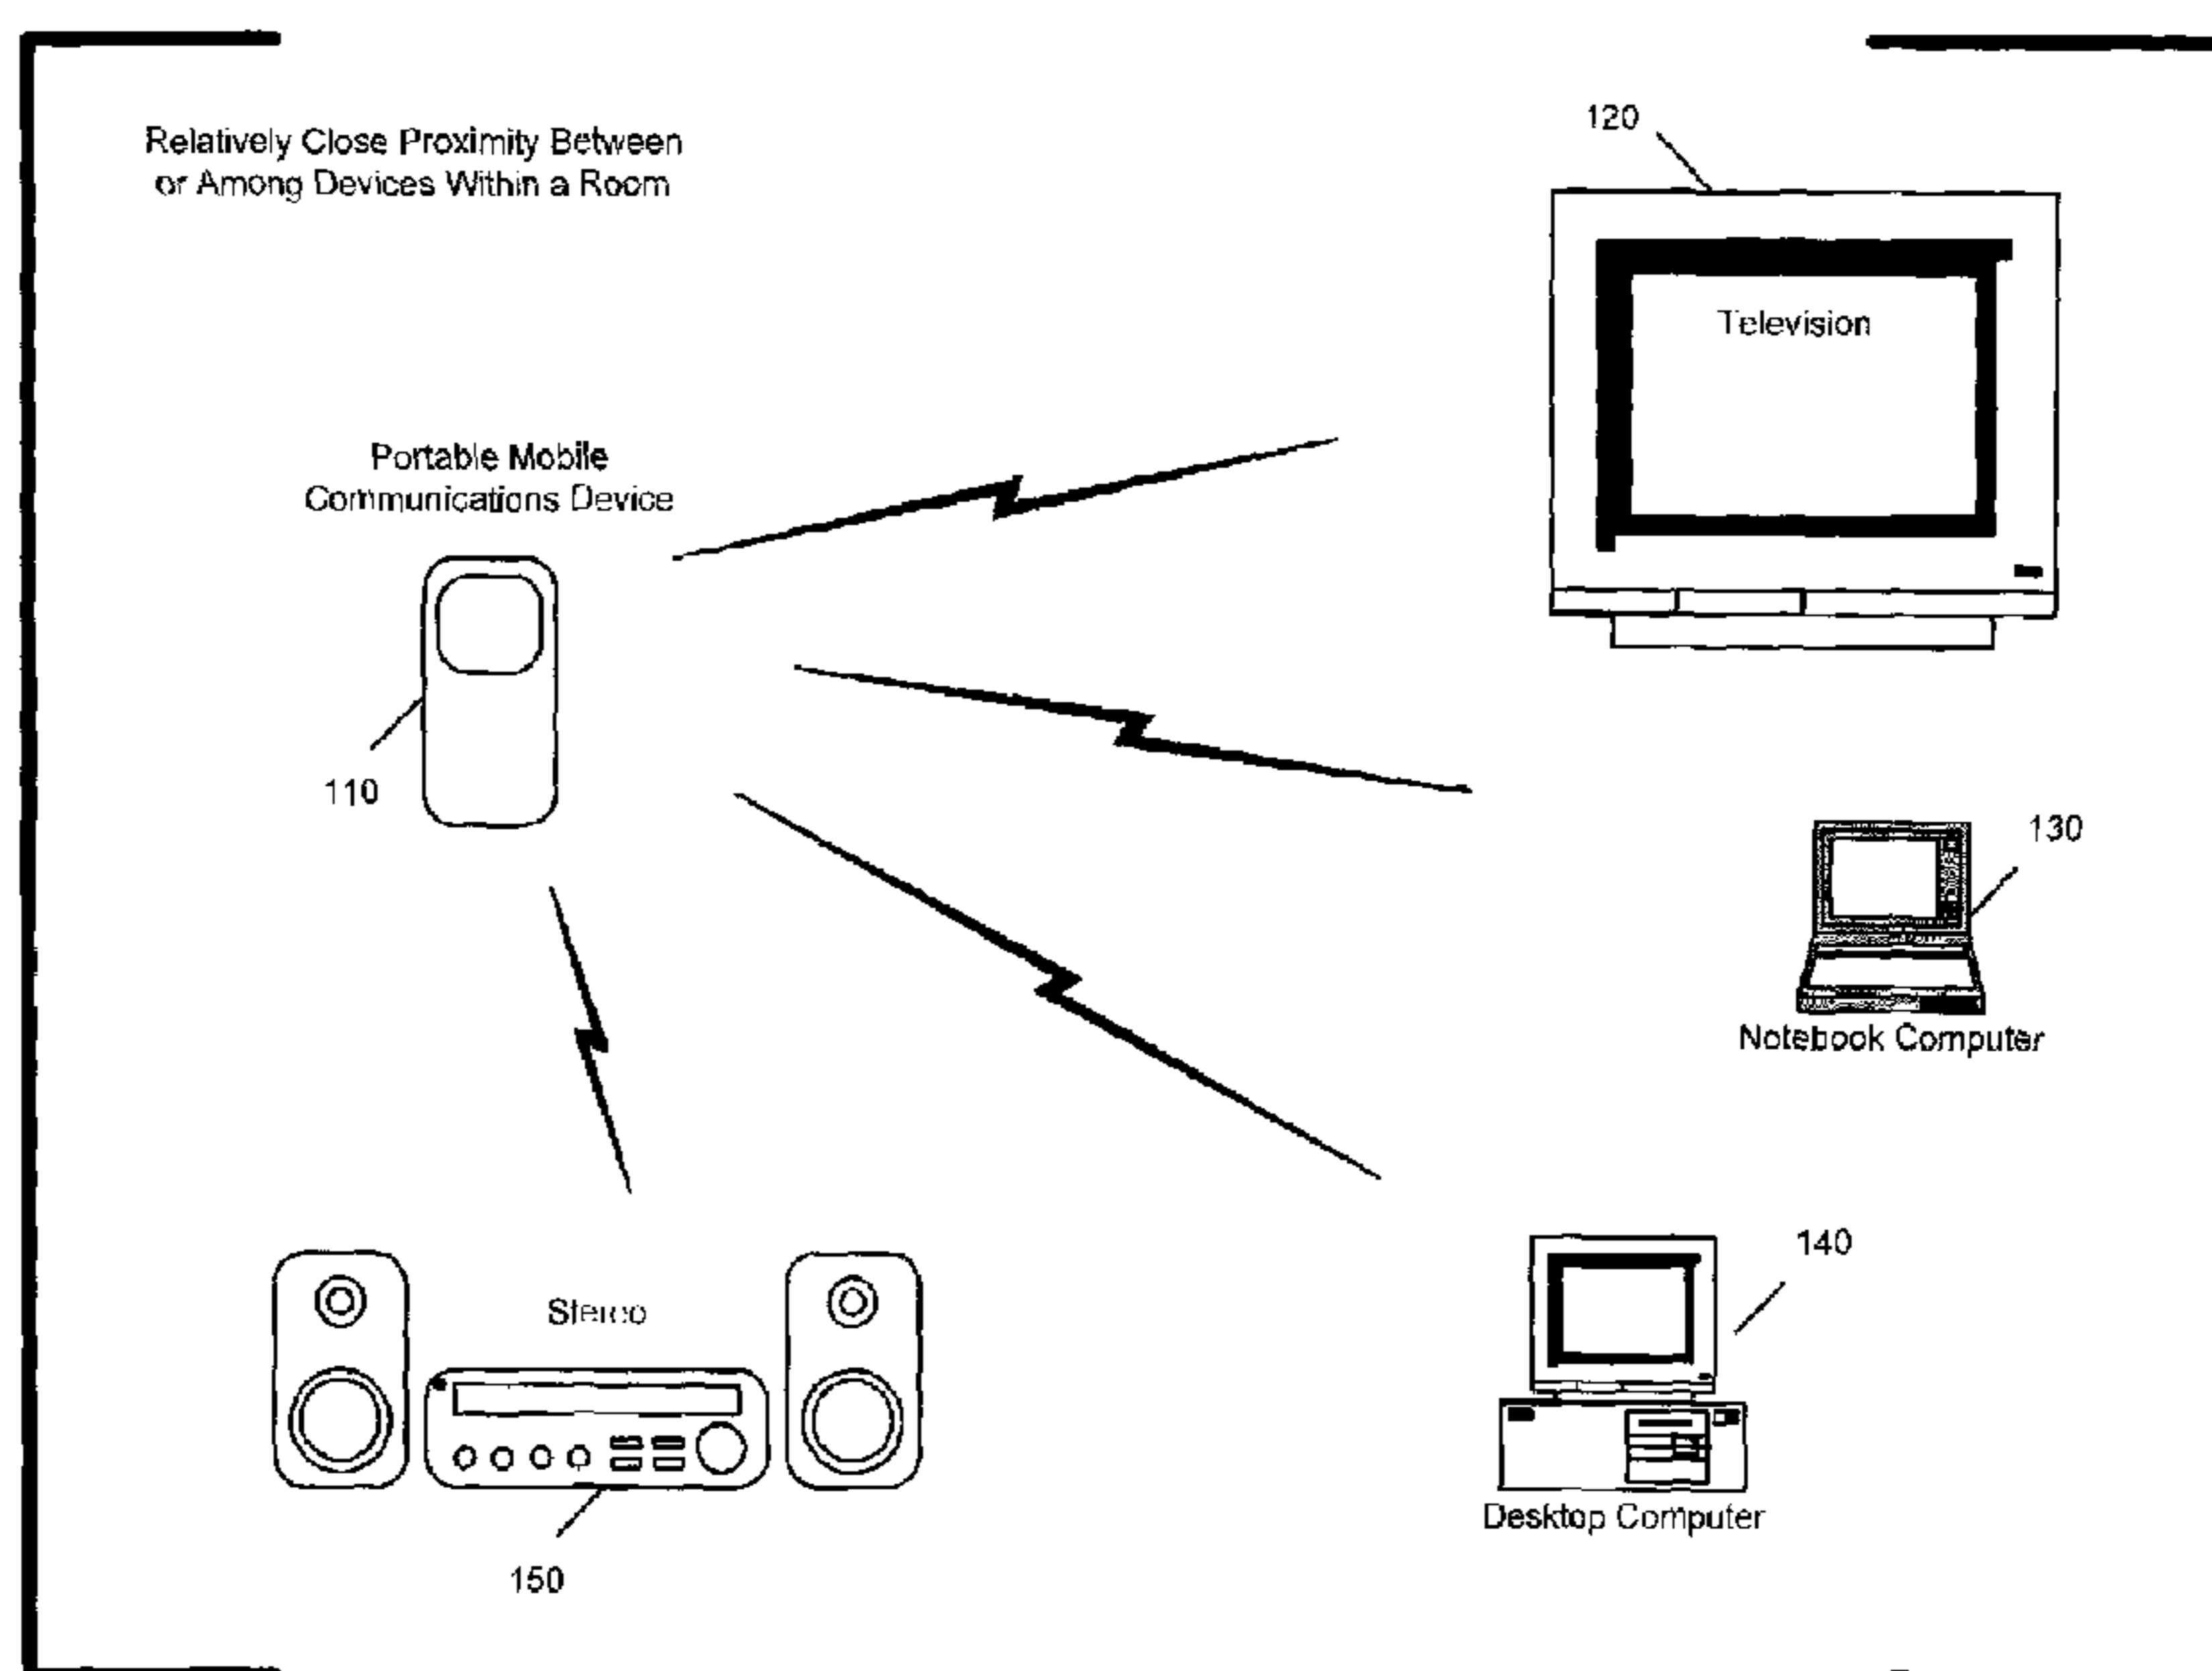 Relatively Close Proximity Between
or Among Devices Within a Room
120
Television
Portable Mobile
Communications Device
110
130
Notebook Computer
140
Stereo
Desktop Computer
150